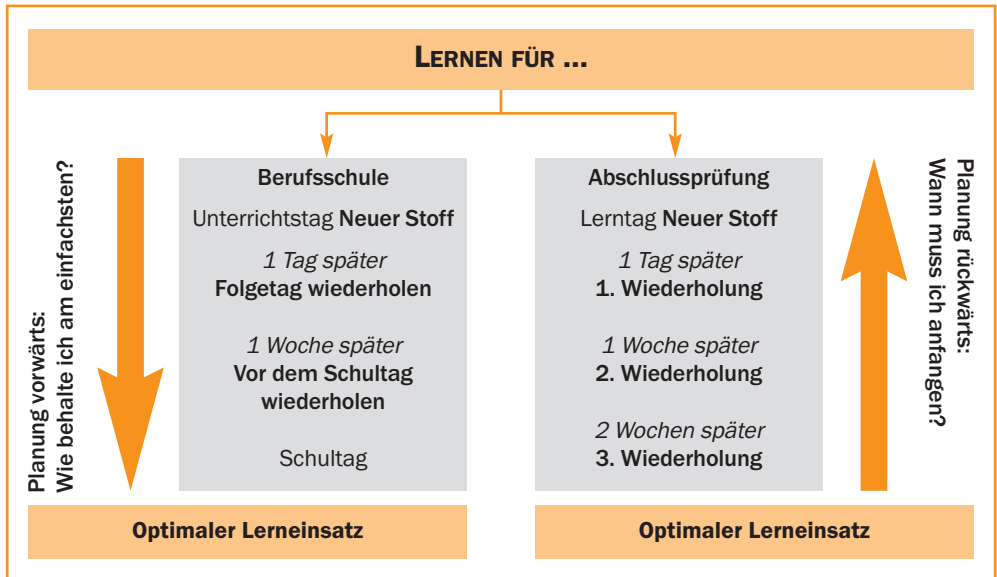 LERNEN FÜR ...
Planung vorwärts:
Wie behalte ich am einfachsten?
Berufsschule
Unterrichtstag Neuer Stoff
1 Tag später
Folgetag wiederholen
1 Woche später
Vor dem Schultag
wiederholen
Schultag
Optimaler Lerneinsatz
Abschlussprüfung
Lerntag Neuer Stoff
1 Tag später
1. Wiederholung
1 Woche später
2. Wiederholung
2 Wochen später
3. Wiederholung
Optimaler Lerneinsatz
Planung rückwärts:
Wann muss ich anfangen?